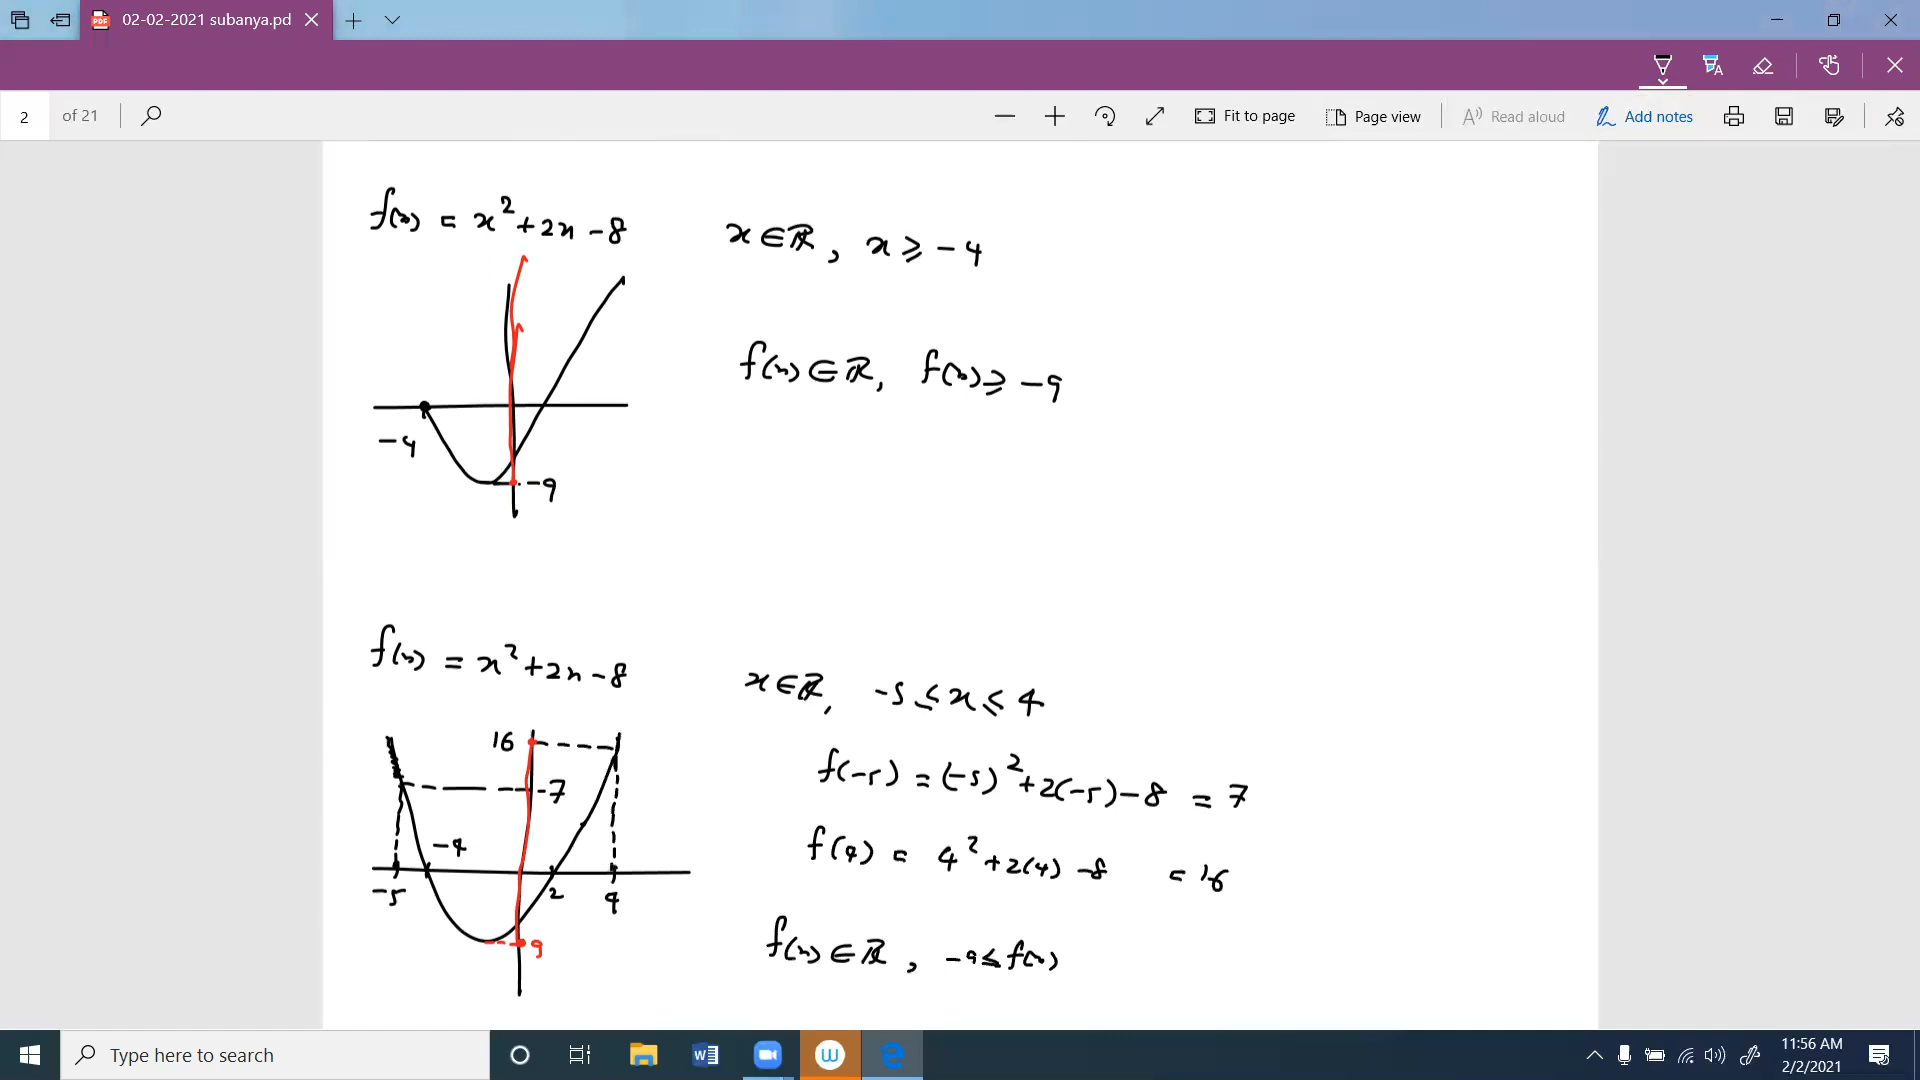 02-02-2021 subanya.pd
2 of 21
Fit to page
Page view
Read aloud
Add notes
f(x) = x² + 2x - 8
x ∈ ℝ, x ⩾ -4
f(x) ∈ ℝ, f(x) ⩾ -9
-4
-9
f(x) = x² + 2x - 8
x ∈ ℝ, -5 ⩽ x ⩽ 4
16
-7
-4
-5
2
4
9
f(-5) = (-5)² + 2(-5) - 8 = 7
f(4) = 4² + 2(4) - 8 = 16
f(x) ∈ ℝ, -9 ⩽ f(x)
Type here to search
11:56 AM
2/2/2021